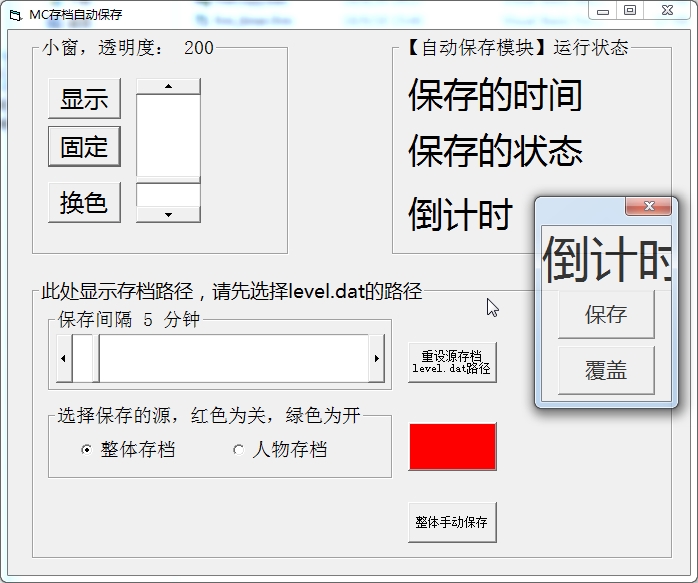 MC存档自动保存
小窗，透明度： 200
显示
固定
换色
【自动保存模块】运行状态
保存的时间
保存的状态
倒计时
倒计时
保存
覆盖
此处显示存档路径，请先选择level.dat的路径
保存间隔 5 分钟
重设源存档
level.dat路径
选择保存的源，红色为关，绿色为开
整体存档
人物存档
整体手动保存